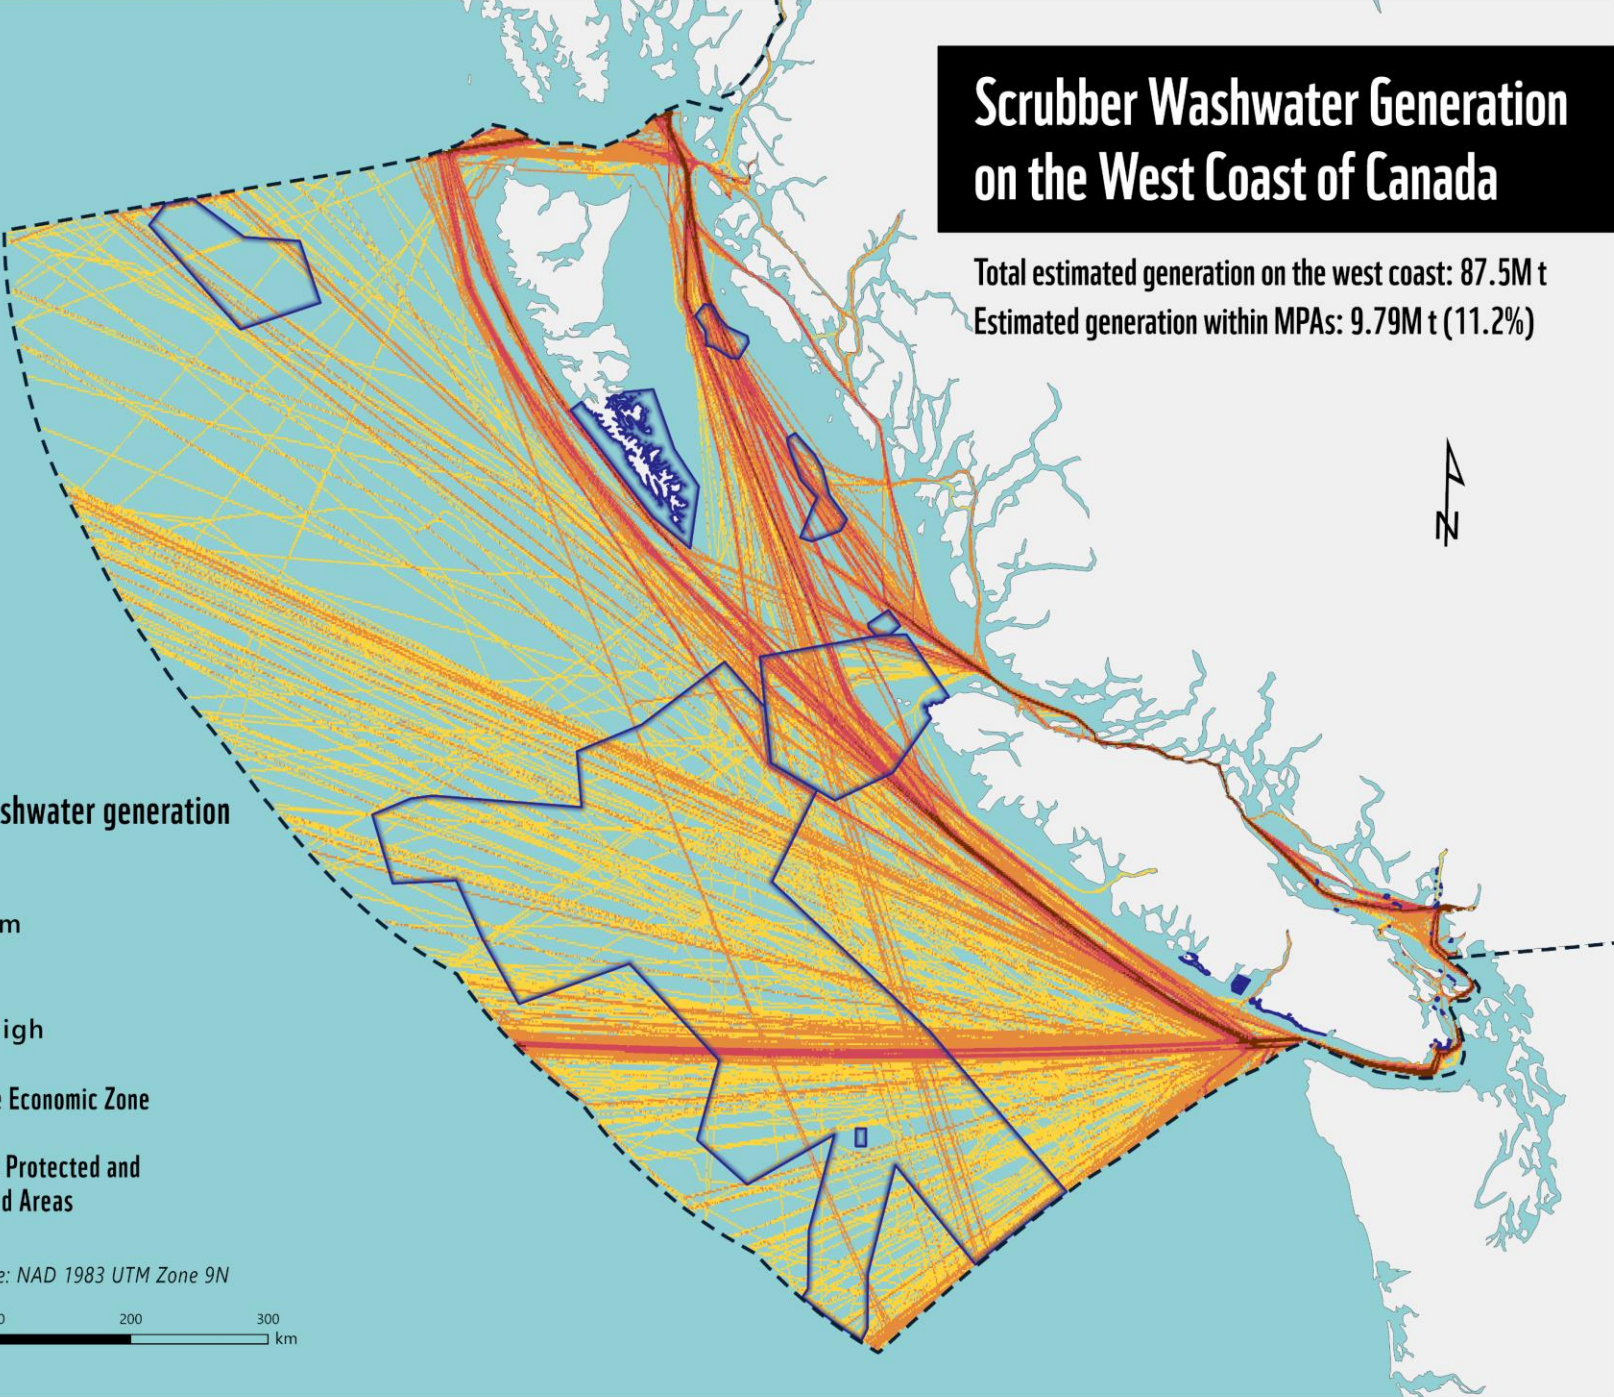 Scrubber Washwater Generation
on the West Coast of Canada
Total estimated generation on the west coast: 87.5M t
Estimated generation within MPAs: 9.79M t (11.2%)
N
shwater generation
m
igh
Economic Zone
Protected and
d Areas
e: NAD 1983 UTM Zone 9N
0 200 300
km